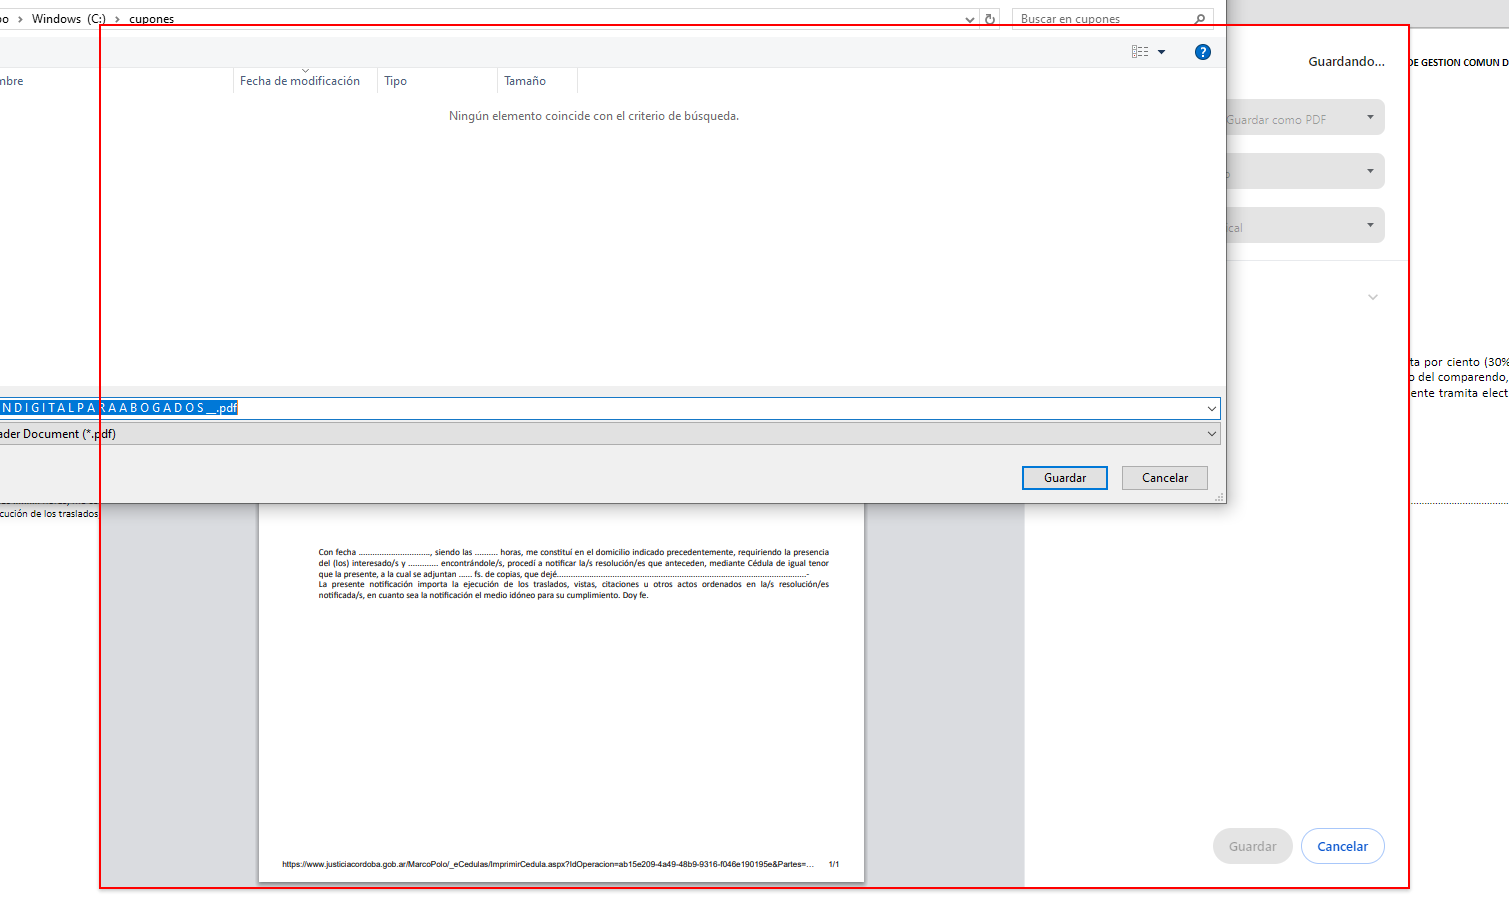 Windows (C:) > cupones
Buscar en cupones
Fecha de modificación
Tipo
Tamaño
Ningún elemento coincide con el criterio de búsqueda.
Guardando...
DE GESTION COMUN D
Guardar como PDF
ta por ciento (30%
o del comparendo,
ente tramita elect
N D I G I T A L P A R A A B O G A D O S __.pdf
ader Document (*.pdf)
Guardar
Cancelar
cución de los traslados
Con fecha ..............................., siendo las .......... horas, me constituí en el domicilio indicado precedentemente, requiriendo la presencia
del (los) interesado/s y ............. encontrándole/s, procedí a notificar la/s resolución/es que anteceden, mediante Cédula de igual tenor
que la presente, a la cual se adjuntan ...... fs. de copias, que dejé.............................................................................................................-
La presente notificación importa la ejecución de los traslados, vistas, citaciones u otros actos ordenados en la/s resolución/es
notificada/s, en cuanto sea la notificación el medio idóneo para su cumplimiento. Doy fe.
https://www.justiciacordoba.gob.ar/MarcoPolo/_eCedulas/ImprimirCedula.aspx?IdOperacion=ab15e209-4a49-48b9-9316-f046e190195e&Partes=...
1/1
Guardar
Cancelar